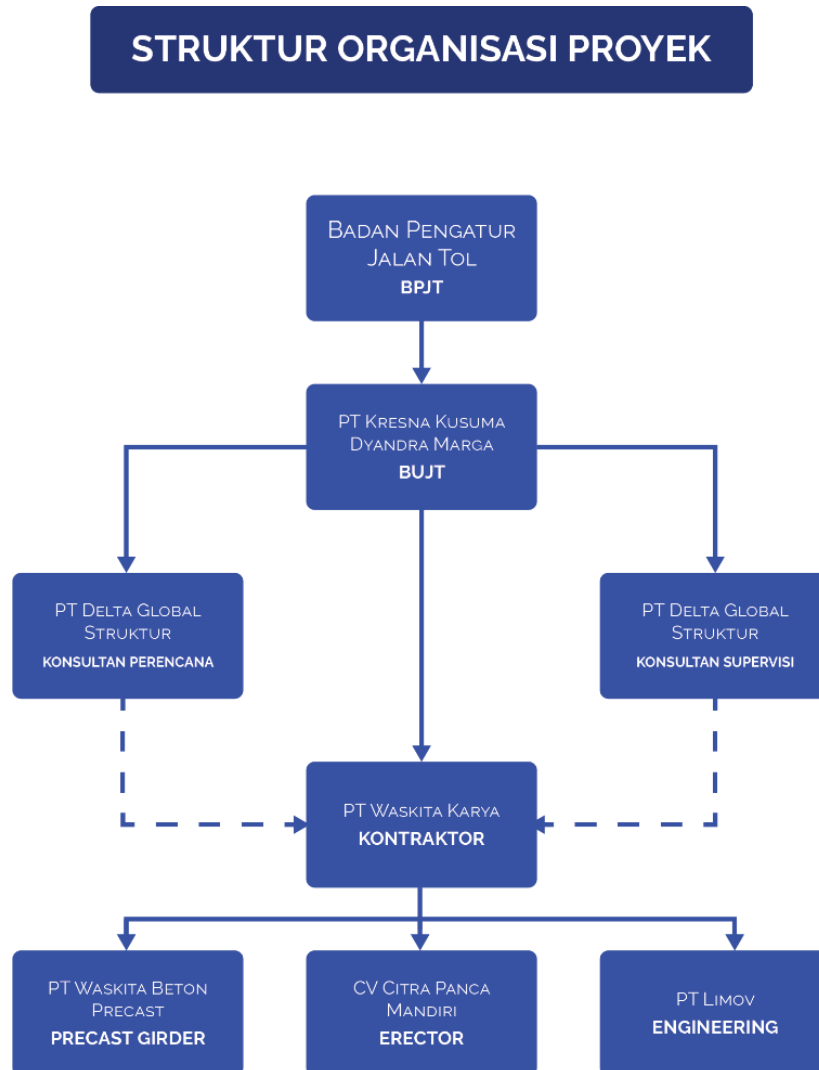 STRUKTUR ORGANISASI PROYEK
BADAN PENGATUR
JALAN TOL
BPJT
PT KRESNA KUSUMA
DYANDRA MARGA
BUJT
PT DELTA GLOBAL
STRUKTUR
KONSULTAN PERENCANA
PT DELTA GLOBAL
STRUKTUR
KONSULTAN SUPERVISI
PT WASKITA KARYA
KONTRAKTOR
PT WASKITA BETON
PRECAST
PRECAST GIRDER
CV CITRA PANCA
MANDIRI
ERECTOR
PT LIMOV
ENGINEERING